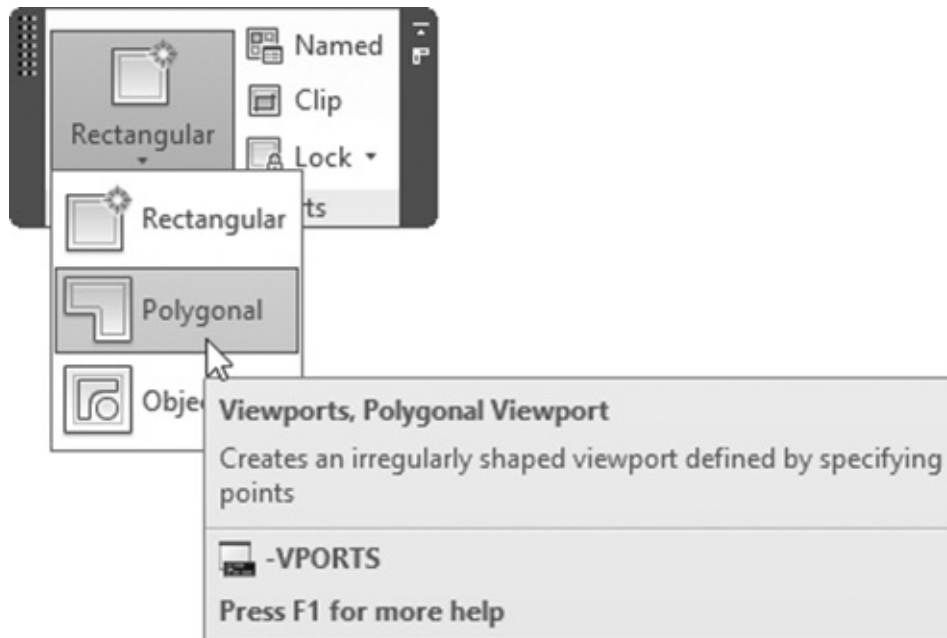 Rectangular
Named
Clip
Lock
ts
Rectangular
Polygonal
Obje
Viewports, Polygonal Viewport
Creates an irregularly shaped viewport defined by specifying
points
-VPORTS
Press F1 for more help